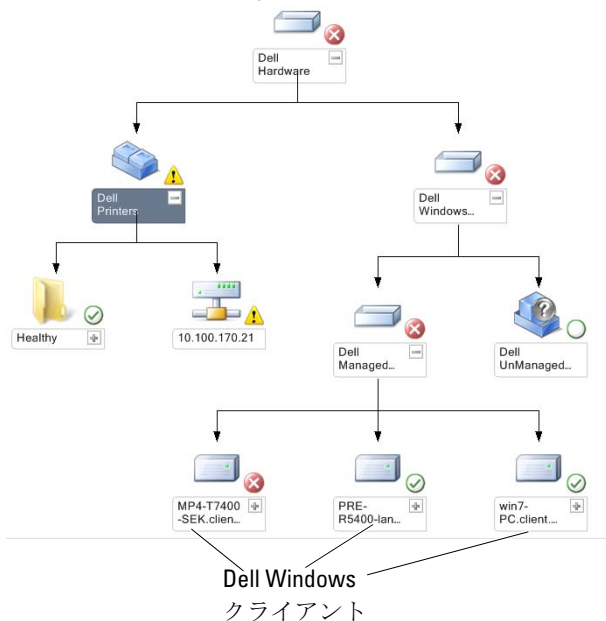 Dell
Hardware
Dell
Printers
Dell
Windows...
Healthy
10.100.170.21
Dell
Managed...
Dell
UnManaged...
MP4-T7400
-SEK.clien...
PRE-
R5400-lan...
win7-
PC.client....
Dell Windows
クライアント